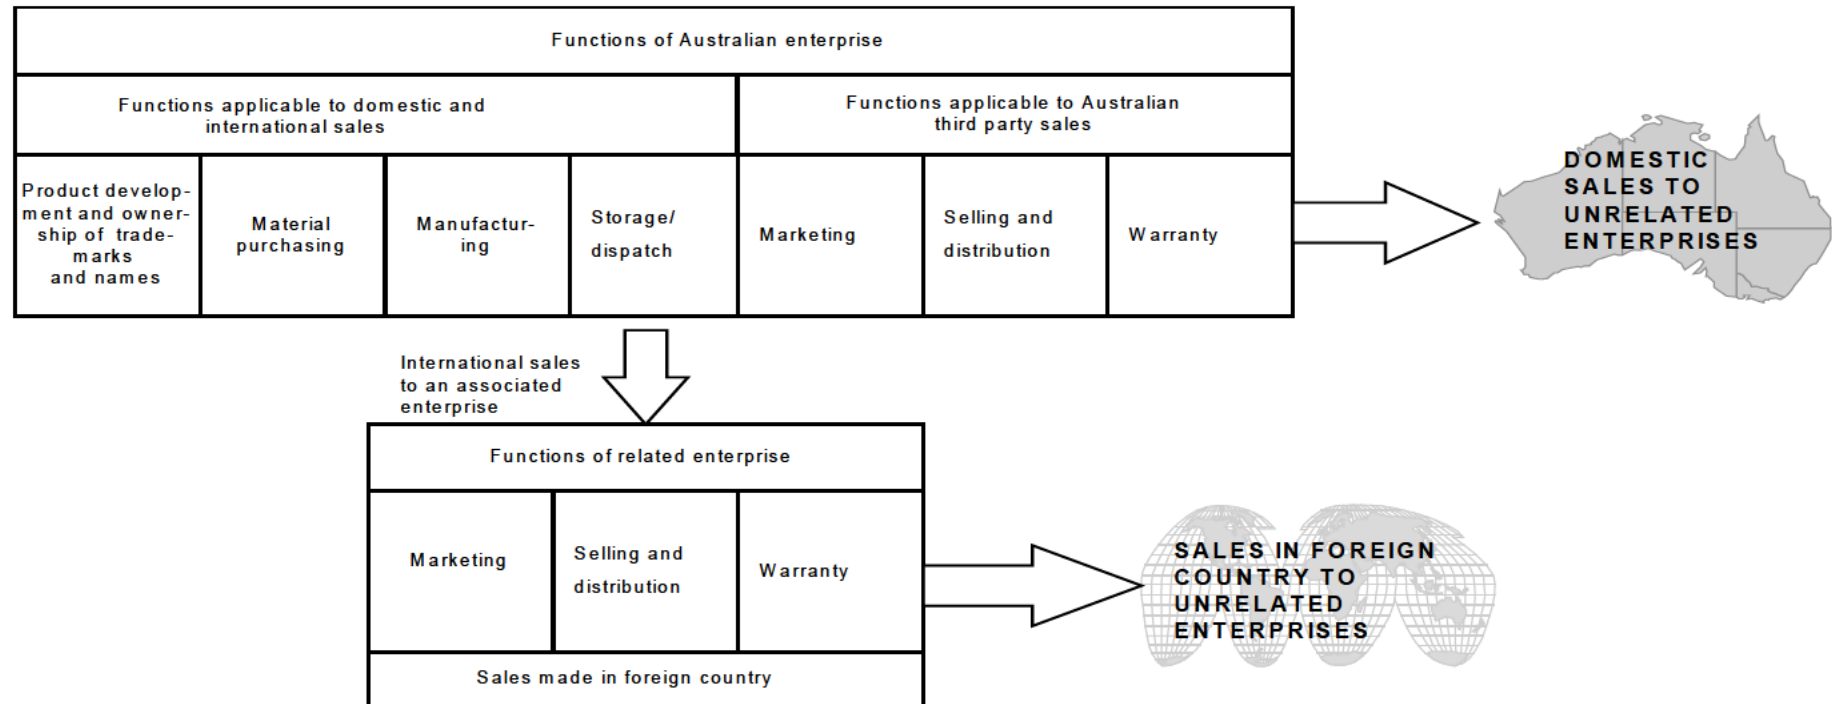 Functions of Australian enterprise
Functions applicable to domestic and
international sales
Functions applicable to Australian
third party sales
Product develop-
ment and owner-
ship of trade-
marks
and names
Material
purchasing
Manufactur-
ing
Storage/
dispatch
Marketing
Selling and
distribution
Warranty
DOMESTIC
SALES TO
UNRELATED
ENTERPRISES
International sales
to an associated
enterprise
Functions of related enterprise
Marketing
Selling and
distribution
Warranty
Sales made in foreign country
SALES IN FOREIGN
COUNTRY TO
UNRELATED
ENTERPRISES